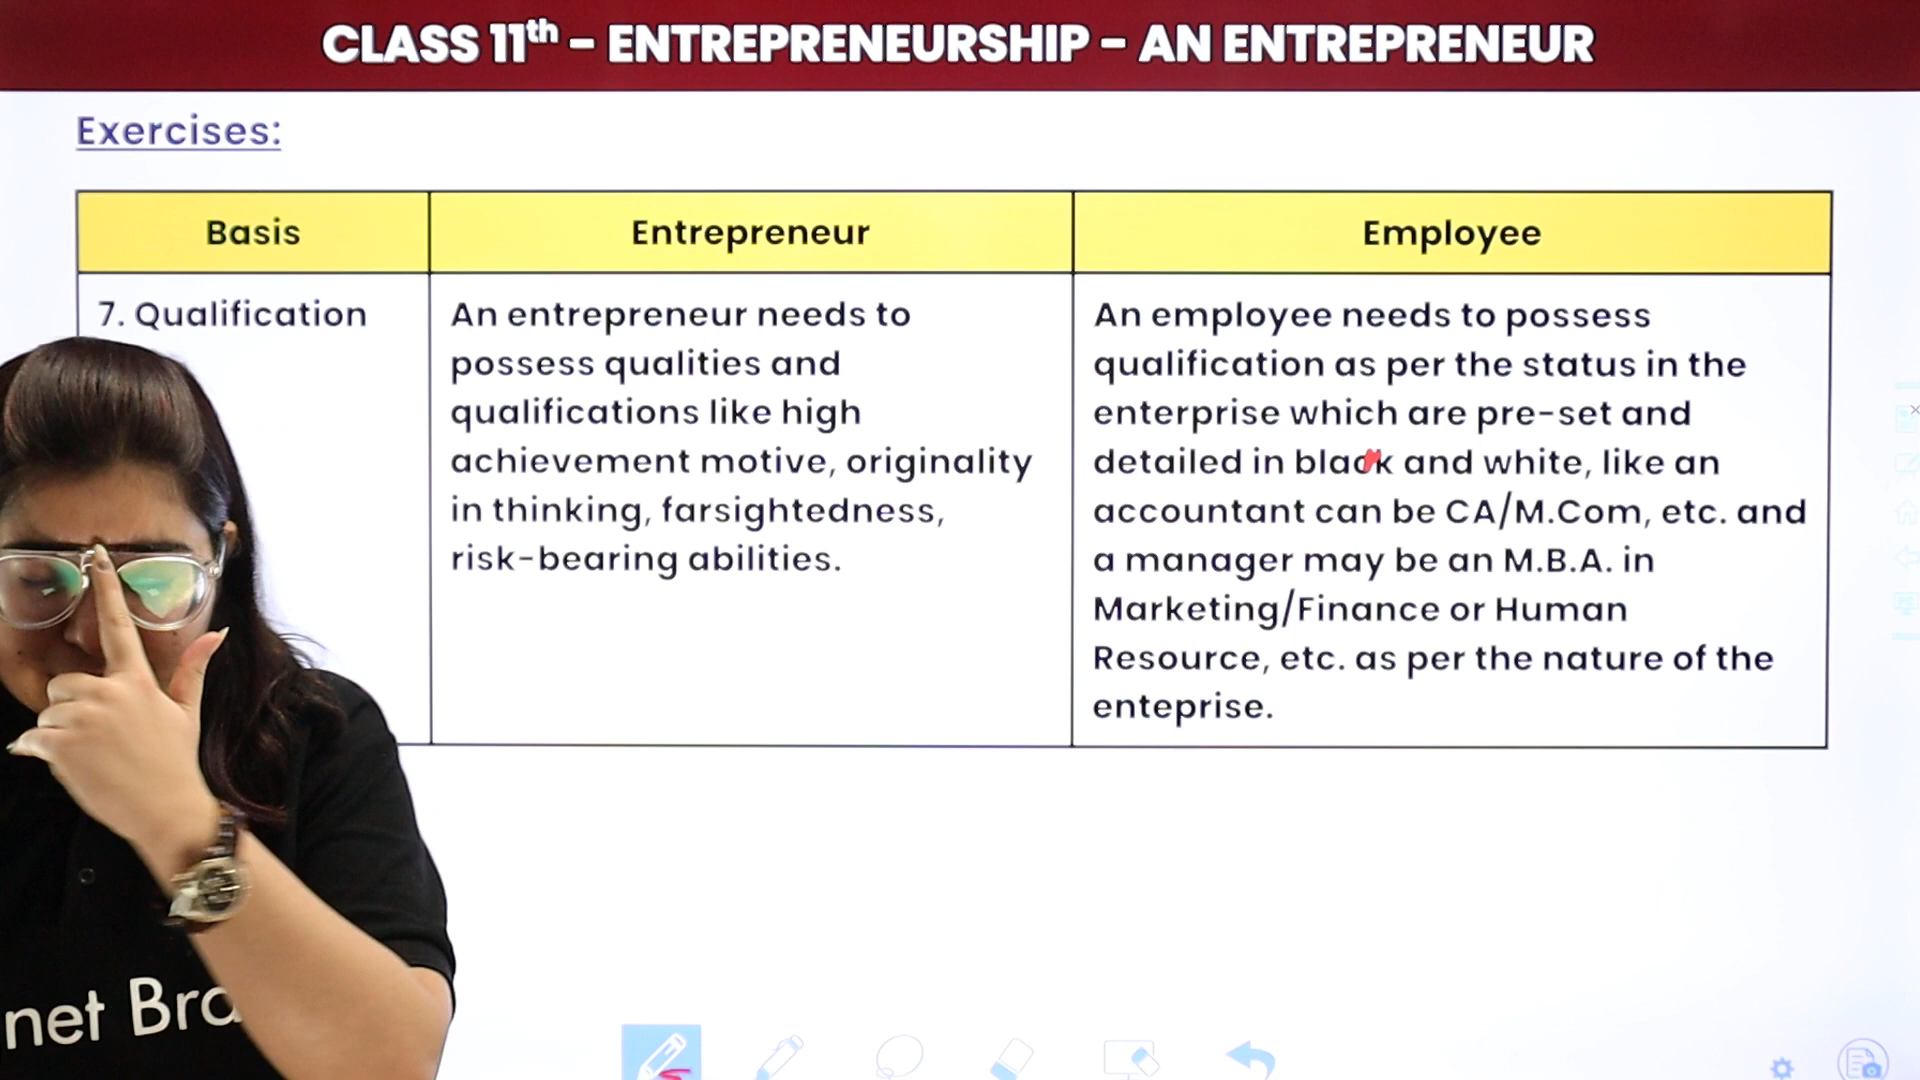 CLASS 11th – ENTREPRENEURSHIP – AN ENTREPRENEUR
Exercises:
Basis
Entrepreneur
Employee
7. Qualification
An entrepreneur needs to
possess qualities and
qualifications like high
achievement motive, originality
in thinking, farsightedness,
risk-bearing abilities.
An employee needs to possess
qualification as per the status in the
enterprise which are pre-set and
detailed in black and white, like an
accountant can be CA/M.Com, etc. and
a manager may be an M.B.A. in
Marketing/Finance or Human
Resource, etc. as per the nature of the
enteprise.
net Bra